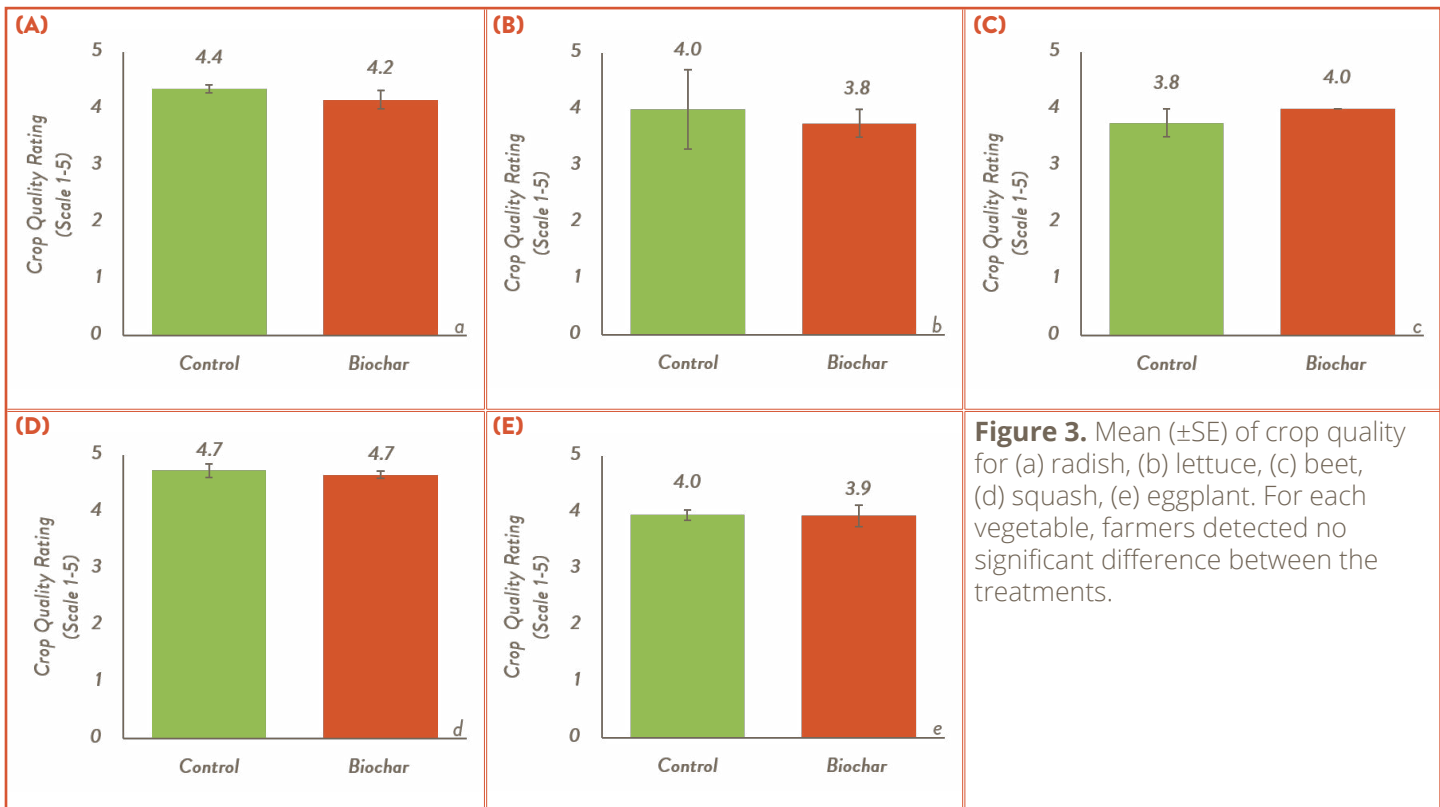 (A)
Crop Quality Rating
(Scale 1-5)
5
4
3
2
1
0
4.4
4.2
Control
Biochar
a
(B)
Crop Quality Rating
(Scale 1-5)
5
4
3
2
1
0
4.0
3.8
Control
Biochar
b
(C)
Crop Quality Rating
(Scale 1-5)
5
4
3
2
1
0
3.8
4.0
Control
Biochar
c
(D)
Crop Quality Rating
(Scale 1-5)
5
4
3
2
1
0
4.7
4.7
Control
Biochar
d
(E)
Crop Quality Rating
(Scale 1-5)
5
4
3
2
1
0
4.0
3.9
Control
Biochar
e
Figure 3. Mean (±SE) of crop quality
for (a) radish, (b) lettuce, (c) beet,
(d) squash, (e) eggplant. For each
vegetable, farmers detected no
significant difference between the
treatments.